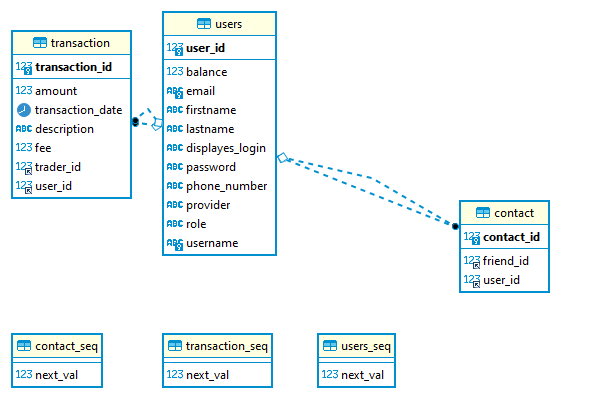 transaction
123 transaction_id
123 amount
transaction_date
ABC description
123 fee
123 trader_id
123 user_id
users
123 user_id
123 balance
ABC email
ABC firstname
ABC lastname
ABC displayes_login
ABC password
ABC phone_number
ABC provider
ABC role
ABC username
contact
123 contact_id
123 friend_id
123 user_id
contact_seq
123 next_val
transaction_seq
123 next_val
users_seq
123 next_val